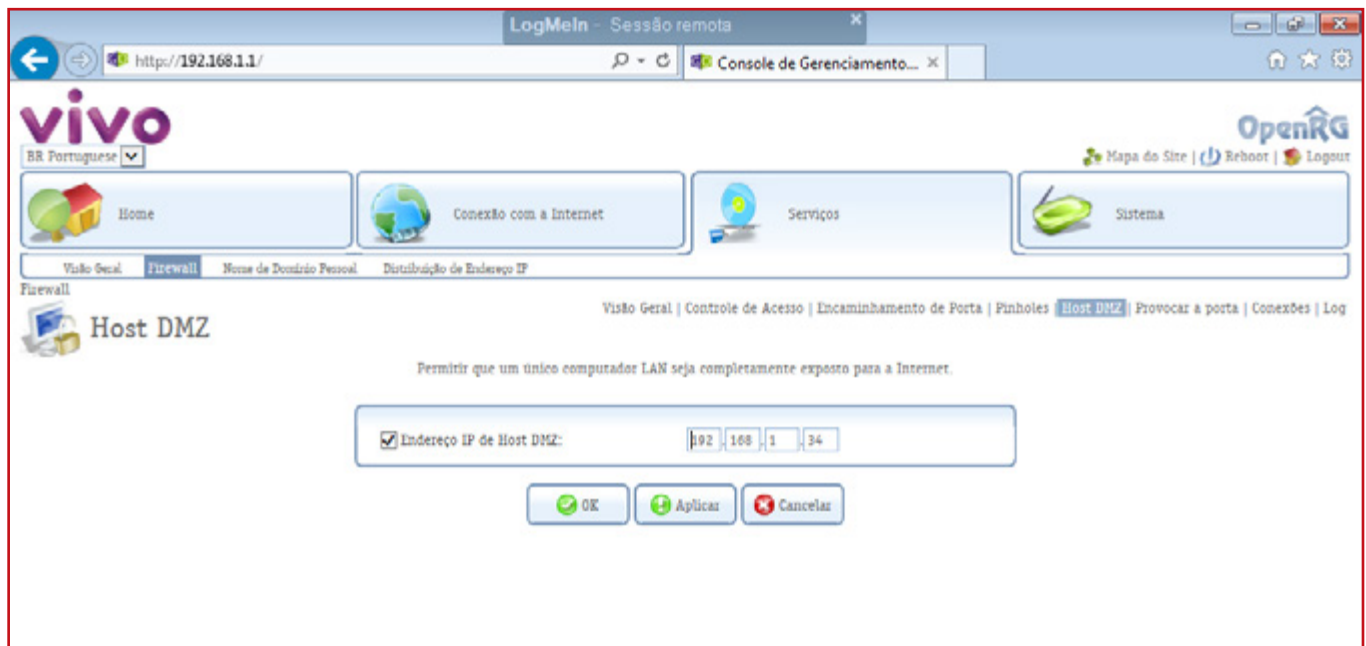 LogMeIn - Sessão remota
http://192.168.1.1/
Console de Gerenciamento...
vivo
OpenRG
BR Portuguese
Mapa do Site | Reboot | Logout
Home
Conexão com a Internet
Serviços
Sistema
Visão Geral Firewall Nome de Domínio Pessoal Distribuição de Endereço IP
Firewall
Visão Geral | Controle de Acesso | Encaminhamento de Porta | Pinholes | Host DMZ | Provocar a porta | Conexões | Log
Host DMZ
Permitir que um único computador LAN seja completamente exposto para a Internet.
Endereço IP de Host DMZ: 192 . 168 . 1 . 34
OK Aplicar Cancelar